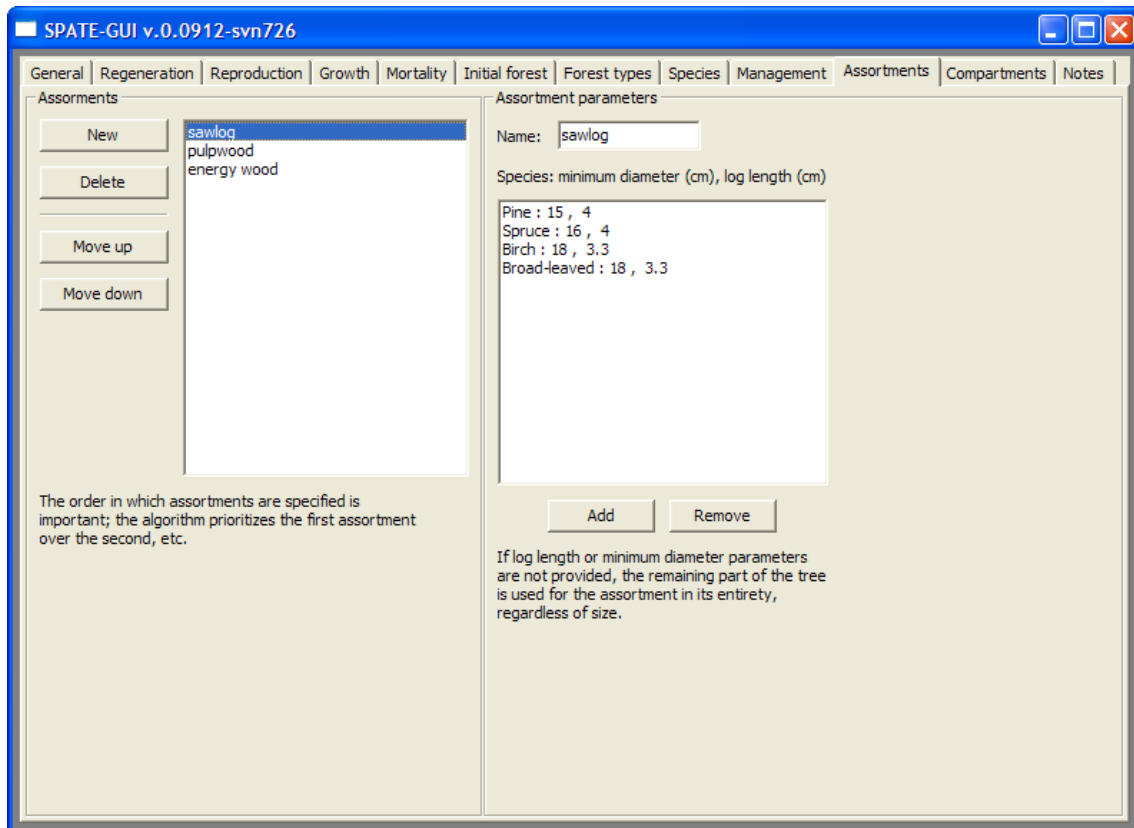 SPATE-GUI v.0.0912-svn726
General Regeneration Reproduction Growth Mortality Initial forest Forest types Species Management Assortments Compartments Notes
Assorments
New
Delete
Move up
Move down
sawlog
pulpwood
energy wood
The order in which assortments are specified is
important; the algorithm prioritizes the first assortment
over the second, etc.
Assortment parameters
Name: sawlog
Species: minimum diameter (cm), log length (cm)
Pine : 15 , 4
Spruce : 16 , 4
Birch : 18 , 3.3
Broad-leaved : 18 , 3.3
Add Remove
If log length or minimum diameter parameters
are not provided, the remaining part of the tree
is used for the assortment in its entirety,
regardless of size.